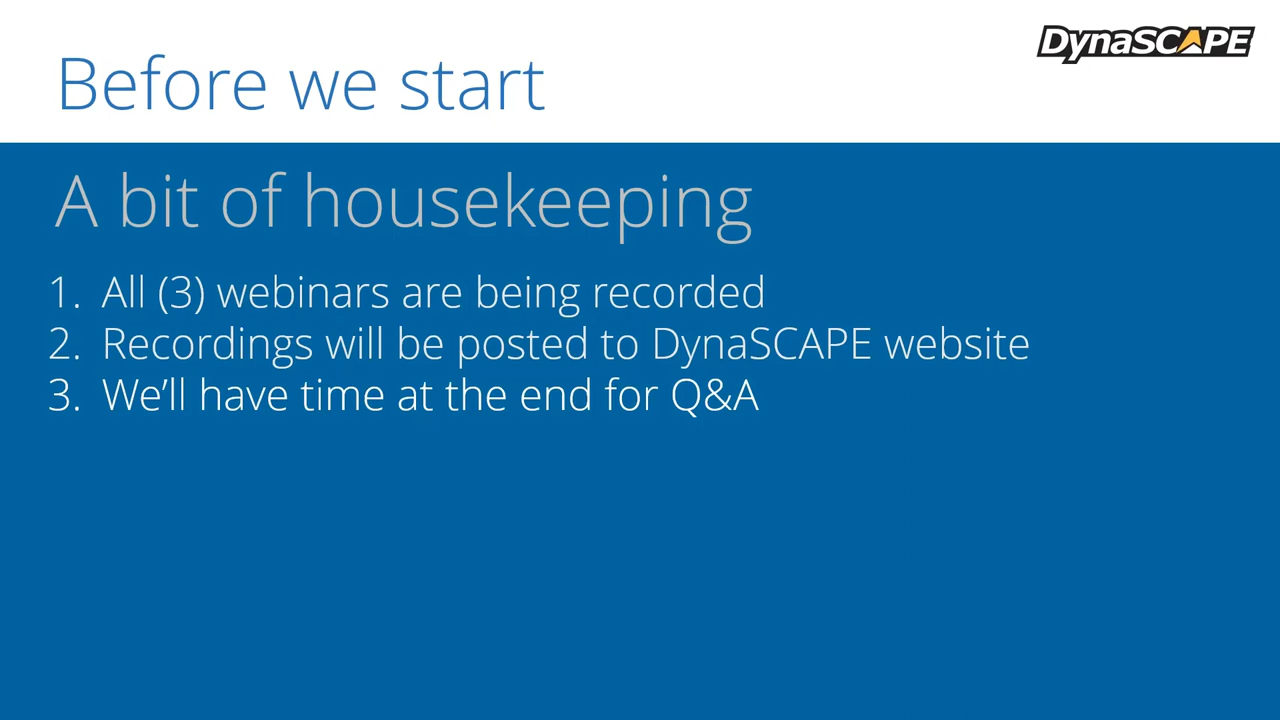 DynaSCAPE
Before we start
A bit of housekeeping
1. All (3) webinars are being recorded
2. Recordings will be posted to DynaSCAPE website
3. We’ll have time at the end for Q&A